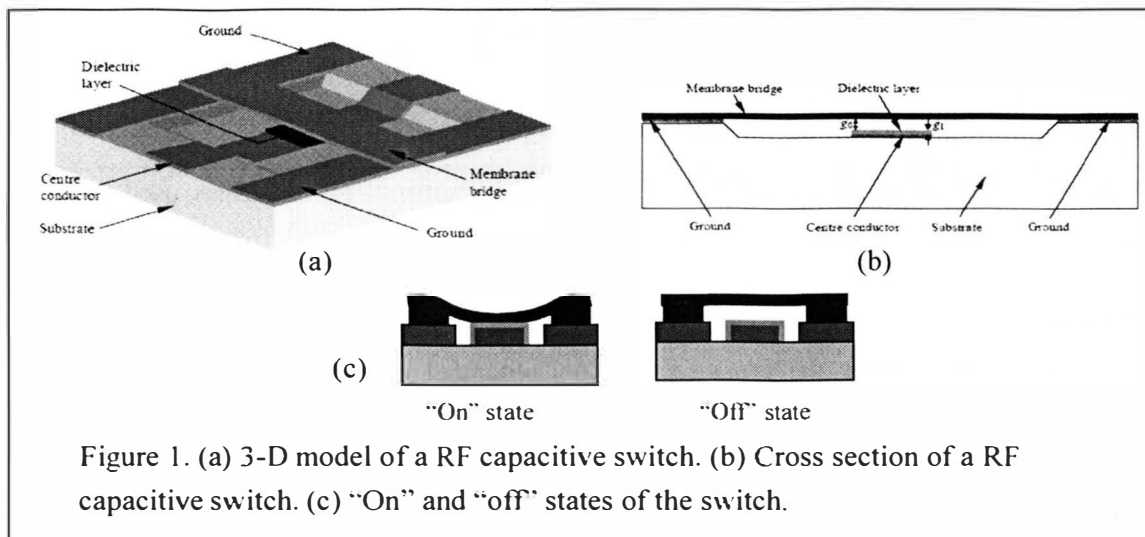 Ground
Dielectric
layer
Centre
conductor
Substrate
Membrane
bridge
Ground
(a)
Membrane bridge
Dielectric layer
g0
g1
Ground
Centre conductor
Substrate
Ground
(b)
(c)
“On” state
“Off” state
Figure 1. (a) 3-D model of a RF capacitive switch. (b) Cross section of a RF
capacitive switch. (c) “On” and “off” states of the switch.